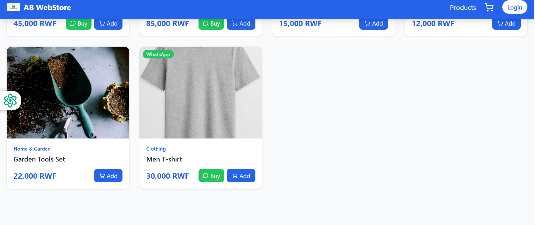 AB WebStore
Products
Login
45,000 RWF Buy Add
85,000 RWF Buy Add
15,000 RWF Add
12,000 RWF Add
WhatsApp
Home & Garden
Garden Tools Set
22,000 RWF Add
Clothing
Men T-shirt
30,000 RWF Buy Add